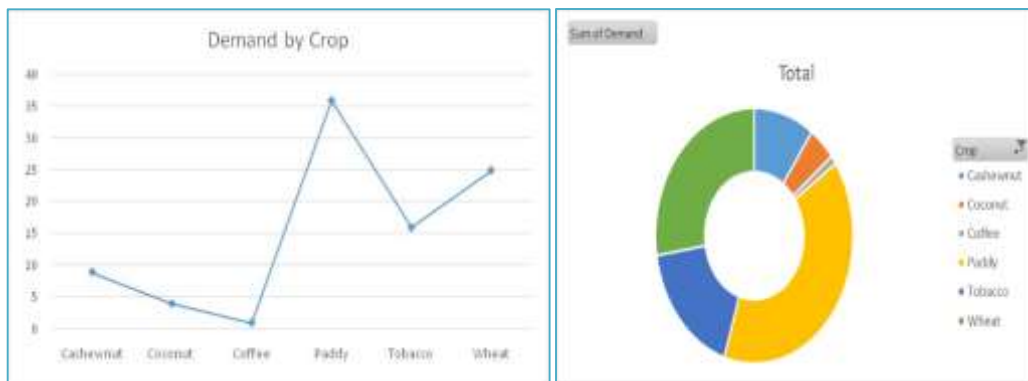 Demand by Crop
40
35
30
25
20
15
10
5
0
Cashewnut Coconut Coffee Paddy Tobacco Wheat
Sum of Demand
Total
Crop
Cashewnut
Coconut
Coffee
Paddy
Tobacco
Wheat